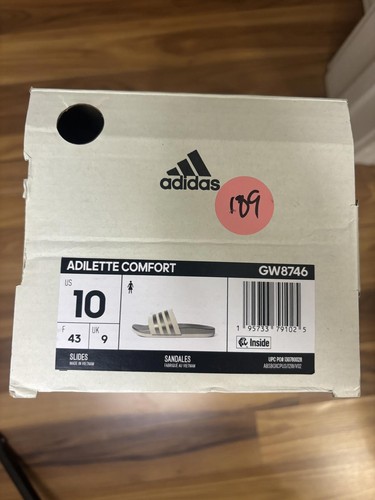 adidas
189
ADILETTE COMFORT
GW8746
US
10
F
43
UK
9
1 95733 79102 5
Inside
SLIDES
MADE IN VIETNAM
SANDALES
FABRIQUÉ AU VIETNAM